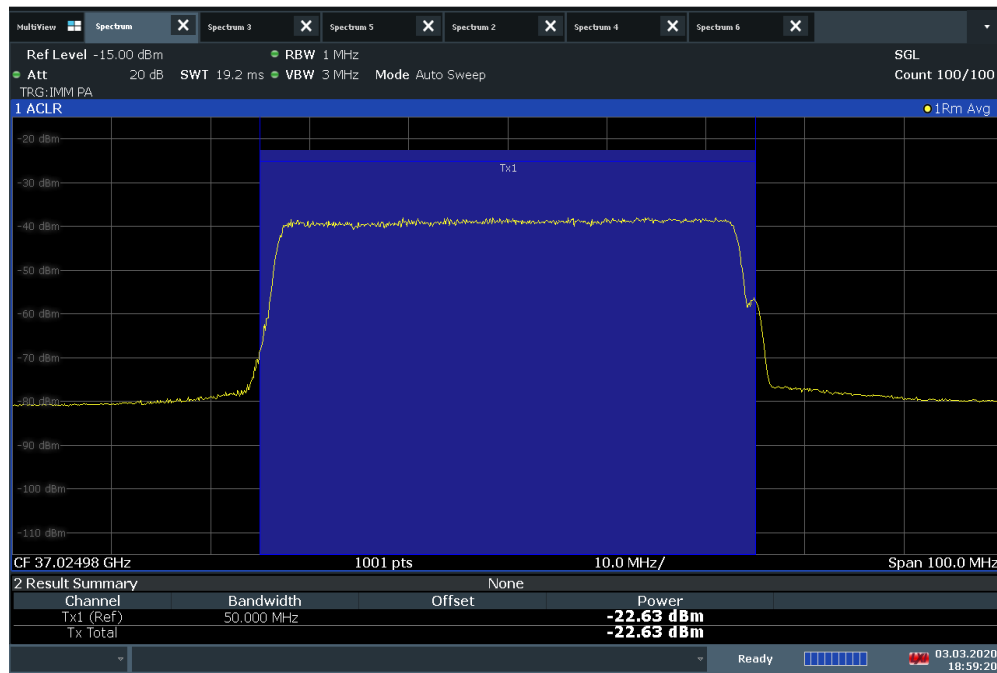 MultiView Spectrum Spectrum 3 Spectrum 5 Spectrum 2 Spectrum 4 Spectrum 6
Ref Level -15.00 dBm RBW 1 MHz SGL
Att 20 dB SWT 19.2 ms VBW 3 MHz Mode Auto Sweep Count 100/100
TRG:IMM PA
1 ACLR 1Rm Avg
-20 dBm
Tx1
-30 dBm
-40 dBm
-50 dBm
-60 dBm
-70 dBm
-80 dBm
-90 dBm
-100 dBm
-110 dBm
CF 37.02498 GHz 1001 pts 10.0 MHz/ Span 100.0 MHz
2 Result Summary None
Channel Bandwidth Offset Power
Tx1 (Ref) 50.000 MHz -22.63 dBm
Tx Total -22.63 dBm
Ready 03.03.2020
18:59:20